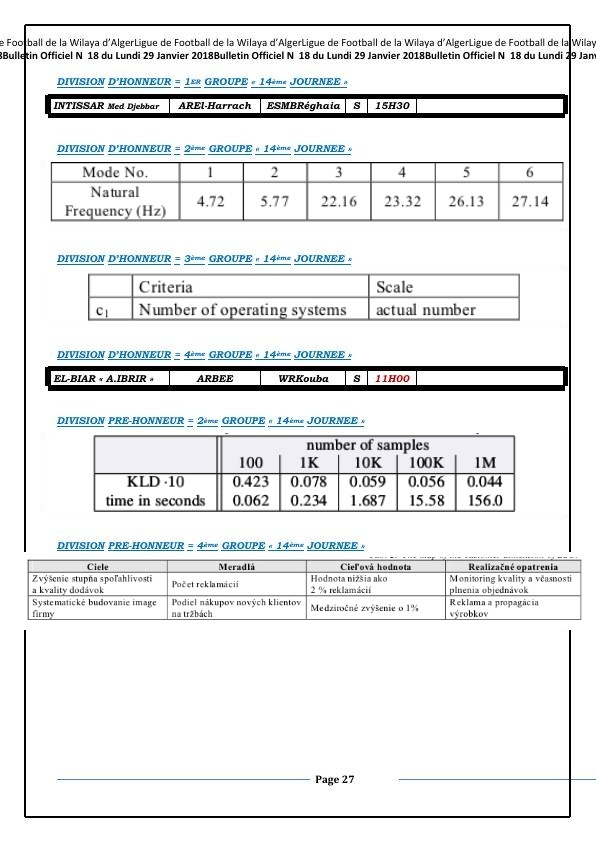 e Football de la Wilaya d’AlgerLigue de Football de la Wilaya d’AlgerLigue de Football de la Wilaya d’AlgerLigue de Football de la Wilay
8Bulletin Officiel N 18 du Lundi 29 Janvier 2018Bulletin Officiel N 18 du Lundi 29 Janvier 2018Bulletin Officiel N 18 du Lundi 29 Jan
DIVISION D’HONNEUR = 1ER GROUPE « 14ème JOURNEE »
INTISSAR Med Djebbar AREl-Harrach ESMBRéghaia S 15H30
DIVISION D’HONNEUR = 2ème GROUPE « 14ème JOURNEE »
Mode No. 1 2 3 4 5 6
Natural
Frequency (Hz) 4.72 5.77 22.16 23.32 26.13 27.14
DIVISION D’HONNEUR = 3ème GROUPE « 14ème JOURNEE »
Criteria Scale
c1 Number of operating systems actual number
DIVISION D’HONNEUR = 4ème GROUPE « 14ème JOURNEE »
EL-BIAR « A.IBRIR » ARBEE WRKouba S 11H00
DIVISION PRE-HONNEUR = 2ème GROUPE « 14ème JOURNEE »
number of samples
100 1K 10K 100K 1M
KLD ·10 0.423 0.078 0.059 0.056 0.044
time in seconds 0.062 0.234 1.687 15.58 156.0
DIVISION PRE-HONNEUR = 4ème GROUPE « 14ème JOURNEE »
Ciele Meradlá Cieľová hodnota Realizačné opatrenia
Zvýšenie stupňa spoľahlivosti a kvality dodávok Počet reklamácií Hodnota nižšia ako 2 % reklamácií Monitoring kvality a včasnosti plnenia objednávok
Systematické budovanie image firmy Podiel nákupov nových klientov na tržbách Medziročné zvýšenie o 1% Reklama a propagácia výrobkov
Page 27